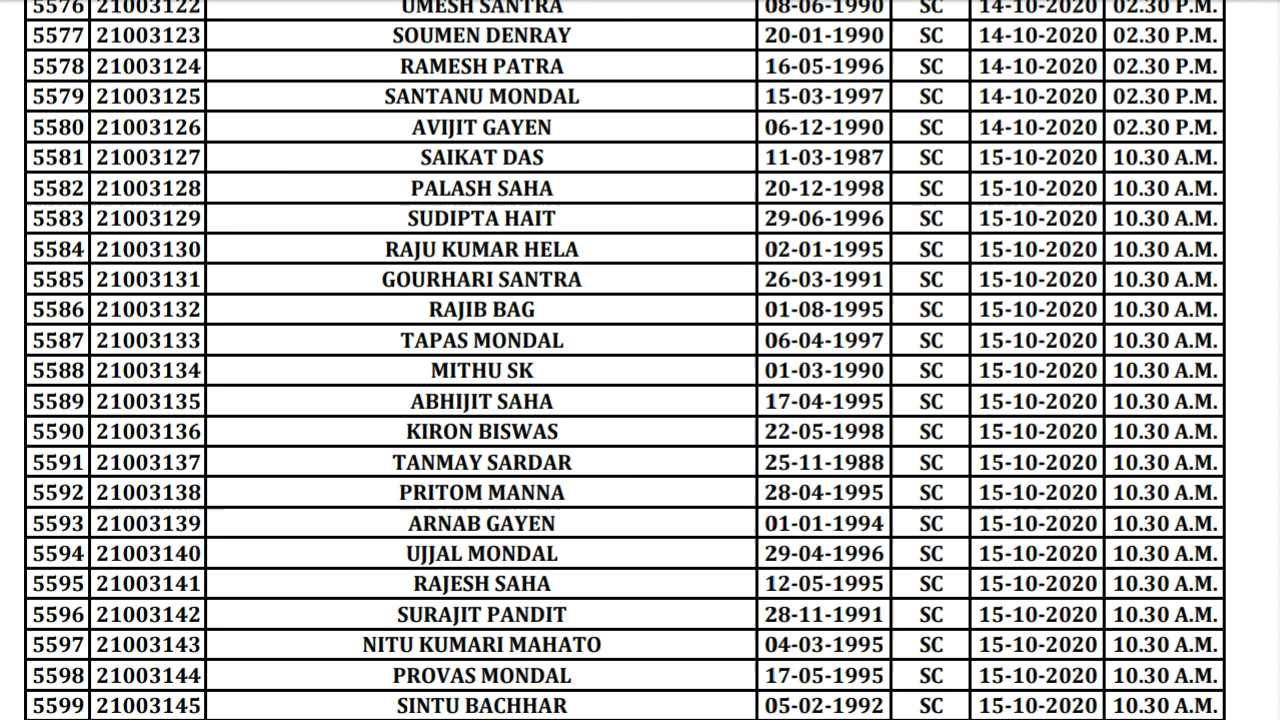 5576 21003122 UMESH SANTRA 08-06-1990 SC 14-10-2020 02.30 P.M.
5577 21003123 SOUMEN DENRAY 20-01-1990 SC 14-10-2020 02.30 P.M.
5578 21003124 RAMESH PATRA 16-05-1996 SC 14-10-2020 02.30 P.M.
5579 21003125 SANTANU MONDAL 15-03-1997 SC 14-10-2020 02.30 P.M.
5580 21003126 AVIJIT GAYEN 06-12-1990 SC 14-10-2020 02.30 P.M.
5581 21003127 SAIKAT DAS 11-03-1987 SC 15-10-2020 10.30 A.M.
5582 21003128 PALASH SAHA 20-12-1998 SC 15-10-2020 10.30 A.M.
5583 21003129 SUDIPTA HAIT 29-06-1996 SC 15-10-2020 10.30 A.M.
5584 21003130 RAJU KUMAR HELA 02-01-1995 SC 15-10-2020 10.30 A.M.
5585 21003131 GOURHARI SANTRA 26-03-1991 SC 15-10-2020 10.30 A.M.
5586 21003132 RAJIB BAG 01-08-1995 SC 15-10-2020 10.30 A.M.
5587 21003133 TAPAS MONDAL 06-04-1997 SC 15-10-2020 10.30 A.M.
5588 21003134 MITHU SK 01-03-1990 SC 15-10-2020 10.30 A.M.
5589 21003135 ABHIJIT SAHA 17-04-1995 SC 15-10-2020 10.30 A.M.
5590 21003136 KIRON BISWAS 22-05-1998 SC 15-10-2020 10.30 A.M.
5591 21003137 TANMAY SARDAR 25-11-1988 SC 15-10-2020 10.30 A.M.
5592 21003138 PRITOM MANNA 28-04-1995 SC 15-10-2020 10.30 A.M.
5593 21003139 ARNAB GAYEN 01-01-1994 SC 15-10-2020 10.30 A.M.
5594 21003140 UJJAL MONDAL 29-04-1996 SC 15-10-2020 10.30 A.M.
5595 21003141 RAJESH SAHA 12-05-1995 SC 15-10-2020 10.30 A.M.
5596 21003142 SURAJIT PANDIT 28-11-1991 SC 15-10-2020 10.30 A.M.
5597 21003143 NITU KUMARI MAHATO 04-03-1995 SC 15-10-2020 10.30 A.M.
5598 21003144 PROVAS MONDAL 17-05-1995 SC 15-10-2020 10.30 A.M.
5599 21003145 SINTU BACHHAR 05-02-1992 SC 15-10-2020 10.30 A.M.